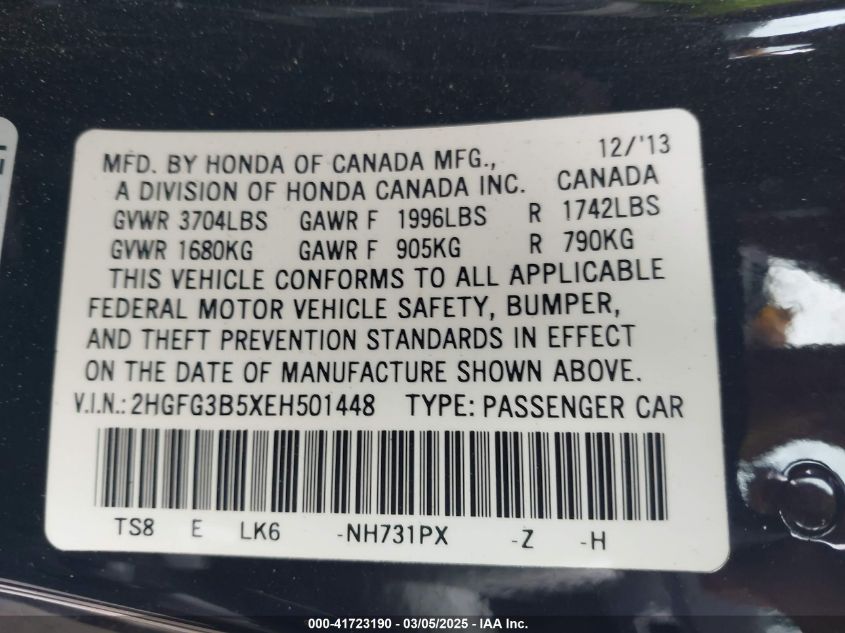 12/'13
MFD. BY HONDA OF CANADA MFG.,
A DIVISION OF HONDA CANADA INC. CANADA
GVWR 3704LBS GAWR F 1996LBS R 1742LBS
GVWR 1680KG GAWR F 905KG R 790KG
THIS VEHICLE CONFORMS TO ALL APPLICABLE
FEDERAL MOTOR VEHICLE SAFETY, BUMPER,
AND THEFT PREVENTION STANDARDS IN EFFECT
ON THE DATE OF MANUFACTURE SHOWN ABOVE.
V.I.N.: 2HGFG3B5XEH501448 TYPE: PASSENGER CAR
TS8 E LK6 -NH731PX -Z -H
000-41723190 - 03/05/2025 - IAA Inc.